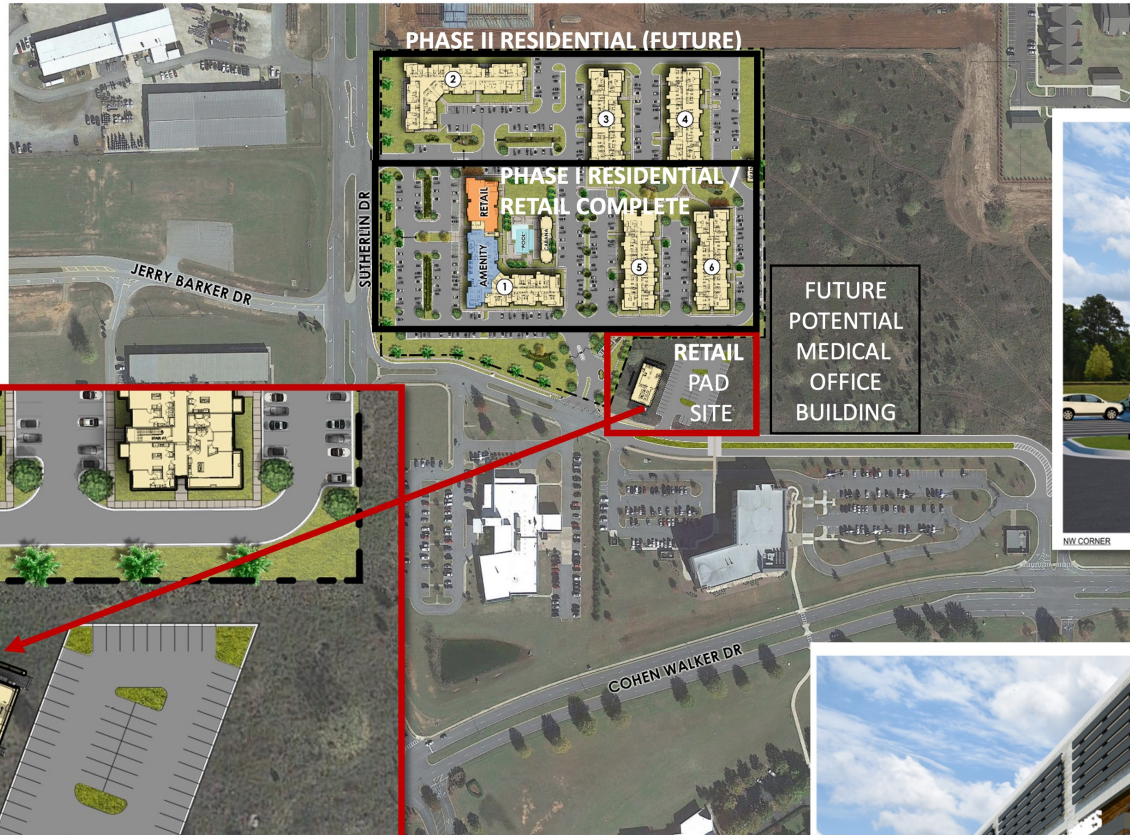 PHASE II RESIDENTIAL (FUTURE)
2
3
4
PHASE I RESIDENTIAL /
RETAIL COMPLETE
RETAIL
AMENITY
POOL
1
5
6
SUTHERLIN DR
JERRY BARKER DR
RETAIL
PAD
SITE
FUTURE
POTENTIAL
MEDICAL
OFFICE
BUILDING
NW CORNER
COHEN WALKER DR